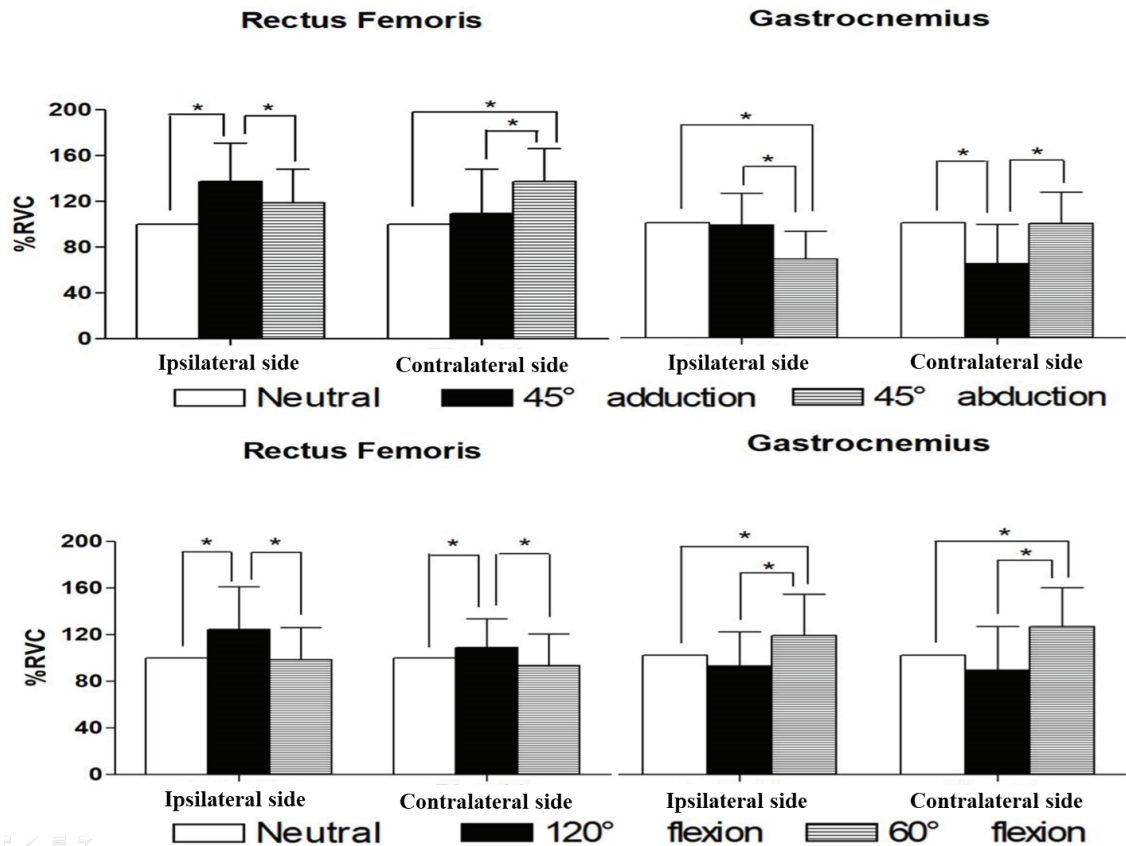 Rectus Femoris Gastrocnemius
200
160
120
80
40
0
%RVC
* * * * * * * *
Ipsilateral side Contralateral side Ipsilateral side Contralateral side
Neutral 45° adduction 45° abduction
Rectus Femoris Gastrocnemius
200
160
120
80
40
0
%RVC
* * * * * * * *
Ipsilateral side Contralateral side Ipsilateral side Contralateral side
Neutral 120° flexion 60° flexion